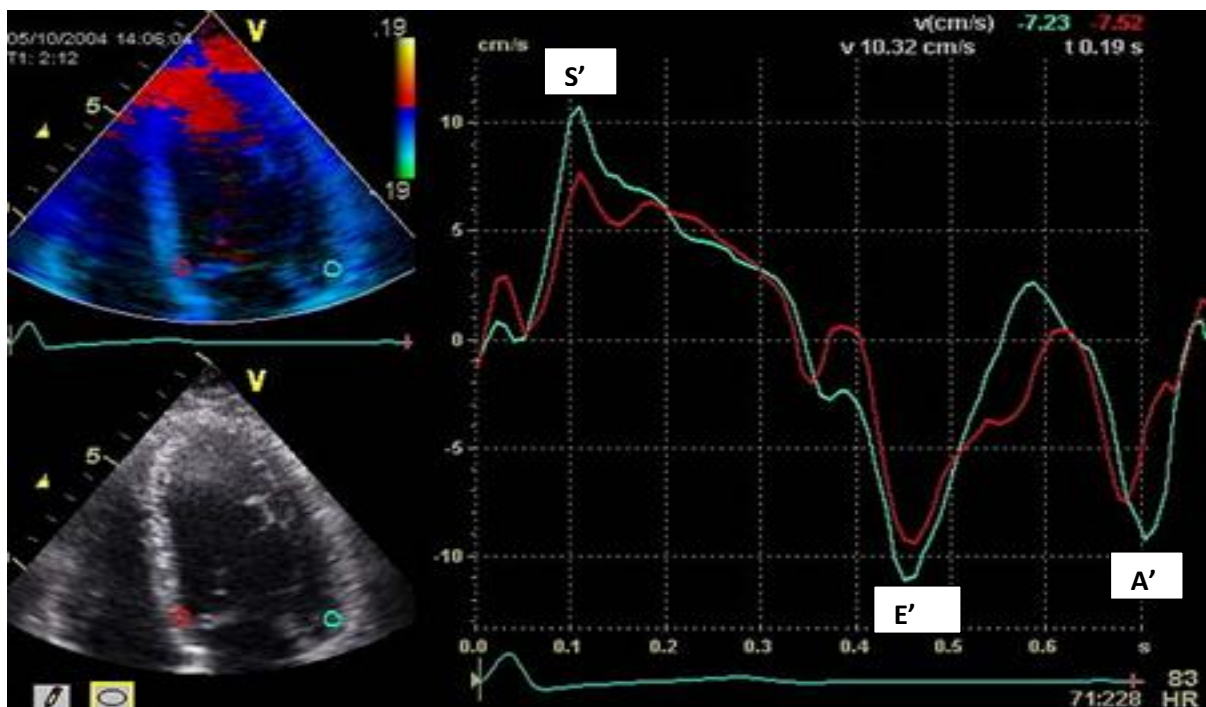 05/10/2004 14:06:04
T1: 2:12
V
.19
5
19
V
5
10
v(cm/s) -7.23 -7.52
v 10.32 cm/s t 0.19 s
cm/s
S'
10
5
0
-5
-10
E'
A'
0.0 0.1 0.2 0.3 0.4 0.5 0.6 s
83
71:228 HR